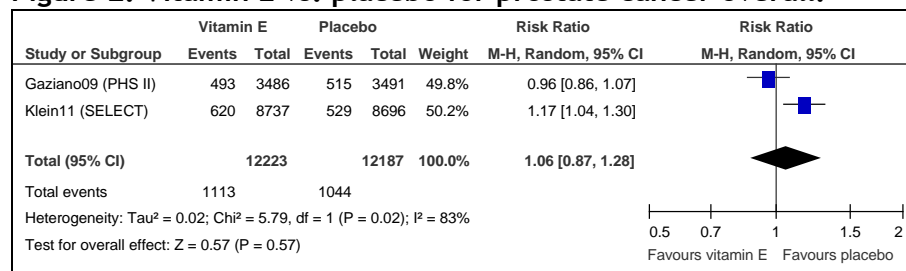 Figure 2: Vitamin E vs. placebo for prostate cancer overall.
Vitamin E Placebo Risk Ratio Risk Ratio
Study or Subgroup Events Total Events Total Weight M-H, Random, 95% CI M-H, Random, 95% CI
Gaziano09 (PHS II) 493 3486 515 3491 49.8% 0.96 [0.86, 1.07]
Klein11 (SELECT) 620 8737 529 8696 50.2% 1.17 [1.04, 1.30]
Total (95% CI) 12223 12187 100.0% 1.06 [0.87, 1.28]
Total events 1113 1044
Heterogeneity: Tau² = 0.02; Chi² = 5.79, df = 1 (P = 0.02); I² = 83%
Test for overall effect: Z = 0.57 (P = 0.57)
0.5 0.7 1 1.5 2
Favours vitamin E Favours placebo